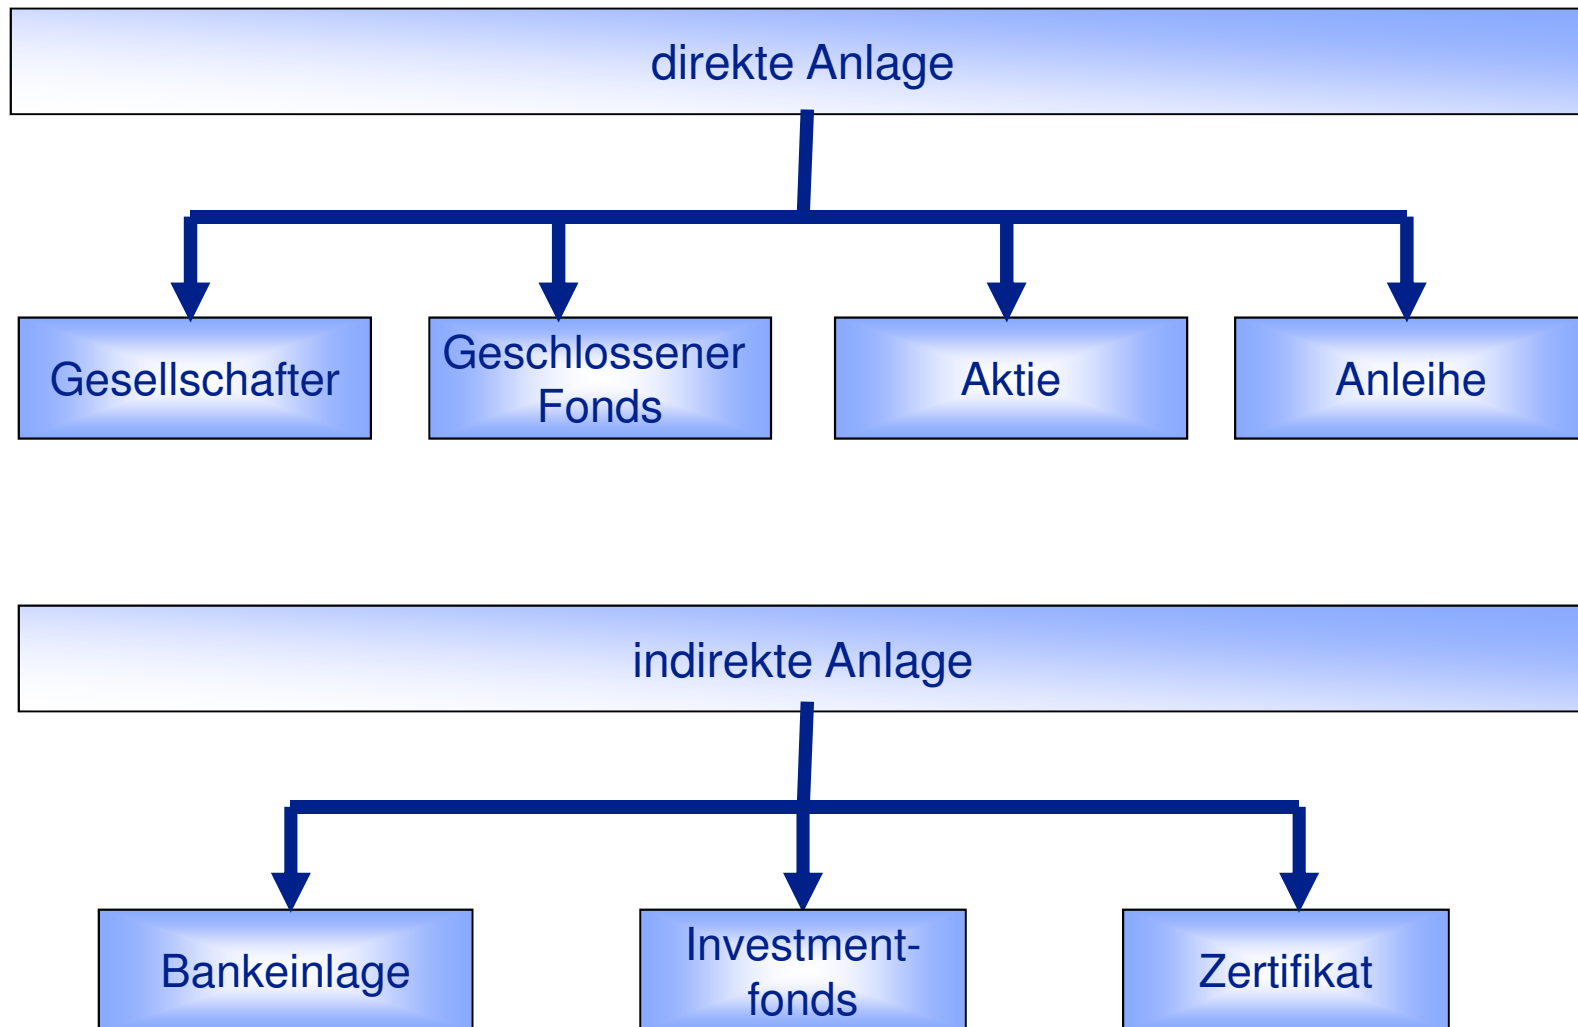 direkte Anlage
Gesellschafter
Geschlossener
Fonds
Aktie
Anleihe
indirekte Anlage
Bankeinlage
Investment-
fonds
Zertifikat